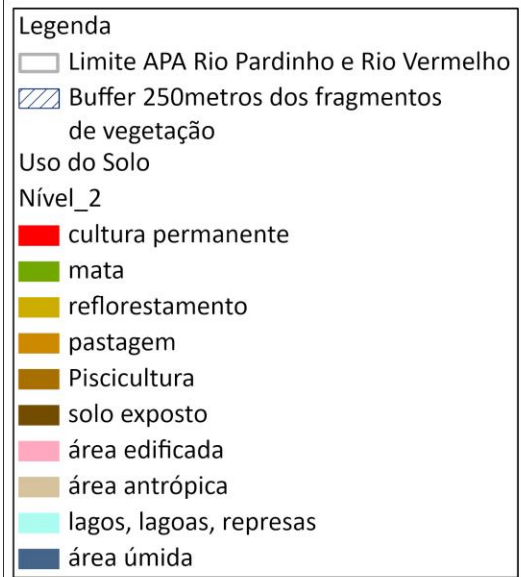 Legenda
Limite APA Rio Pardinho e Rio Vermelho
Buffer 250metros dos fragmentos
de vegetação
Uso do Solo
Nível_2
cultura permanente
mata
reflorestamento
pastagem
Piscicultura
solo exposto
área edificada
área antrópica
lagos, lagoas, represas
área úmida